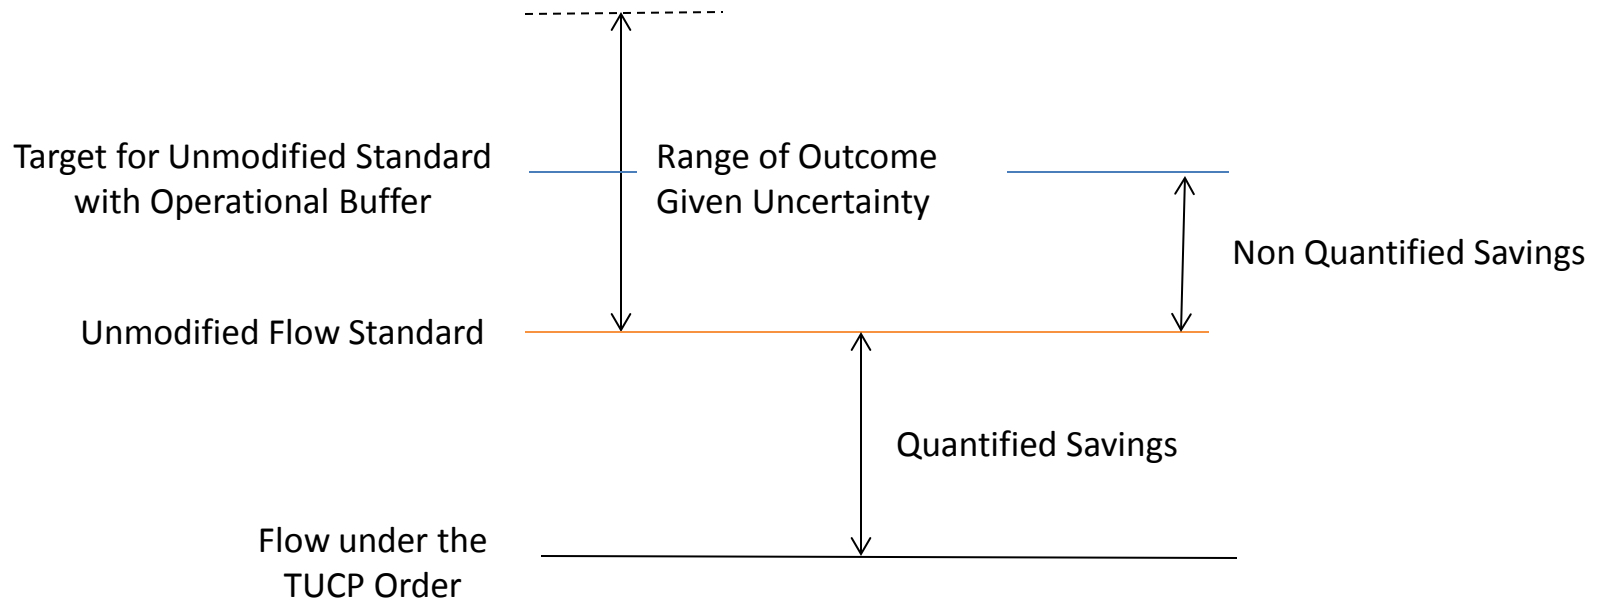 Target for Unmodified Standard
with Operational Buffer
Range of Outcome
Given Uncertainty
Non Quantified Savings
Unmodified Flow Standard
Quantified Savings
Flow under the
TUCP Order